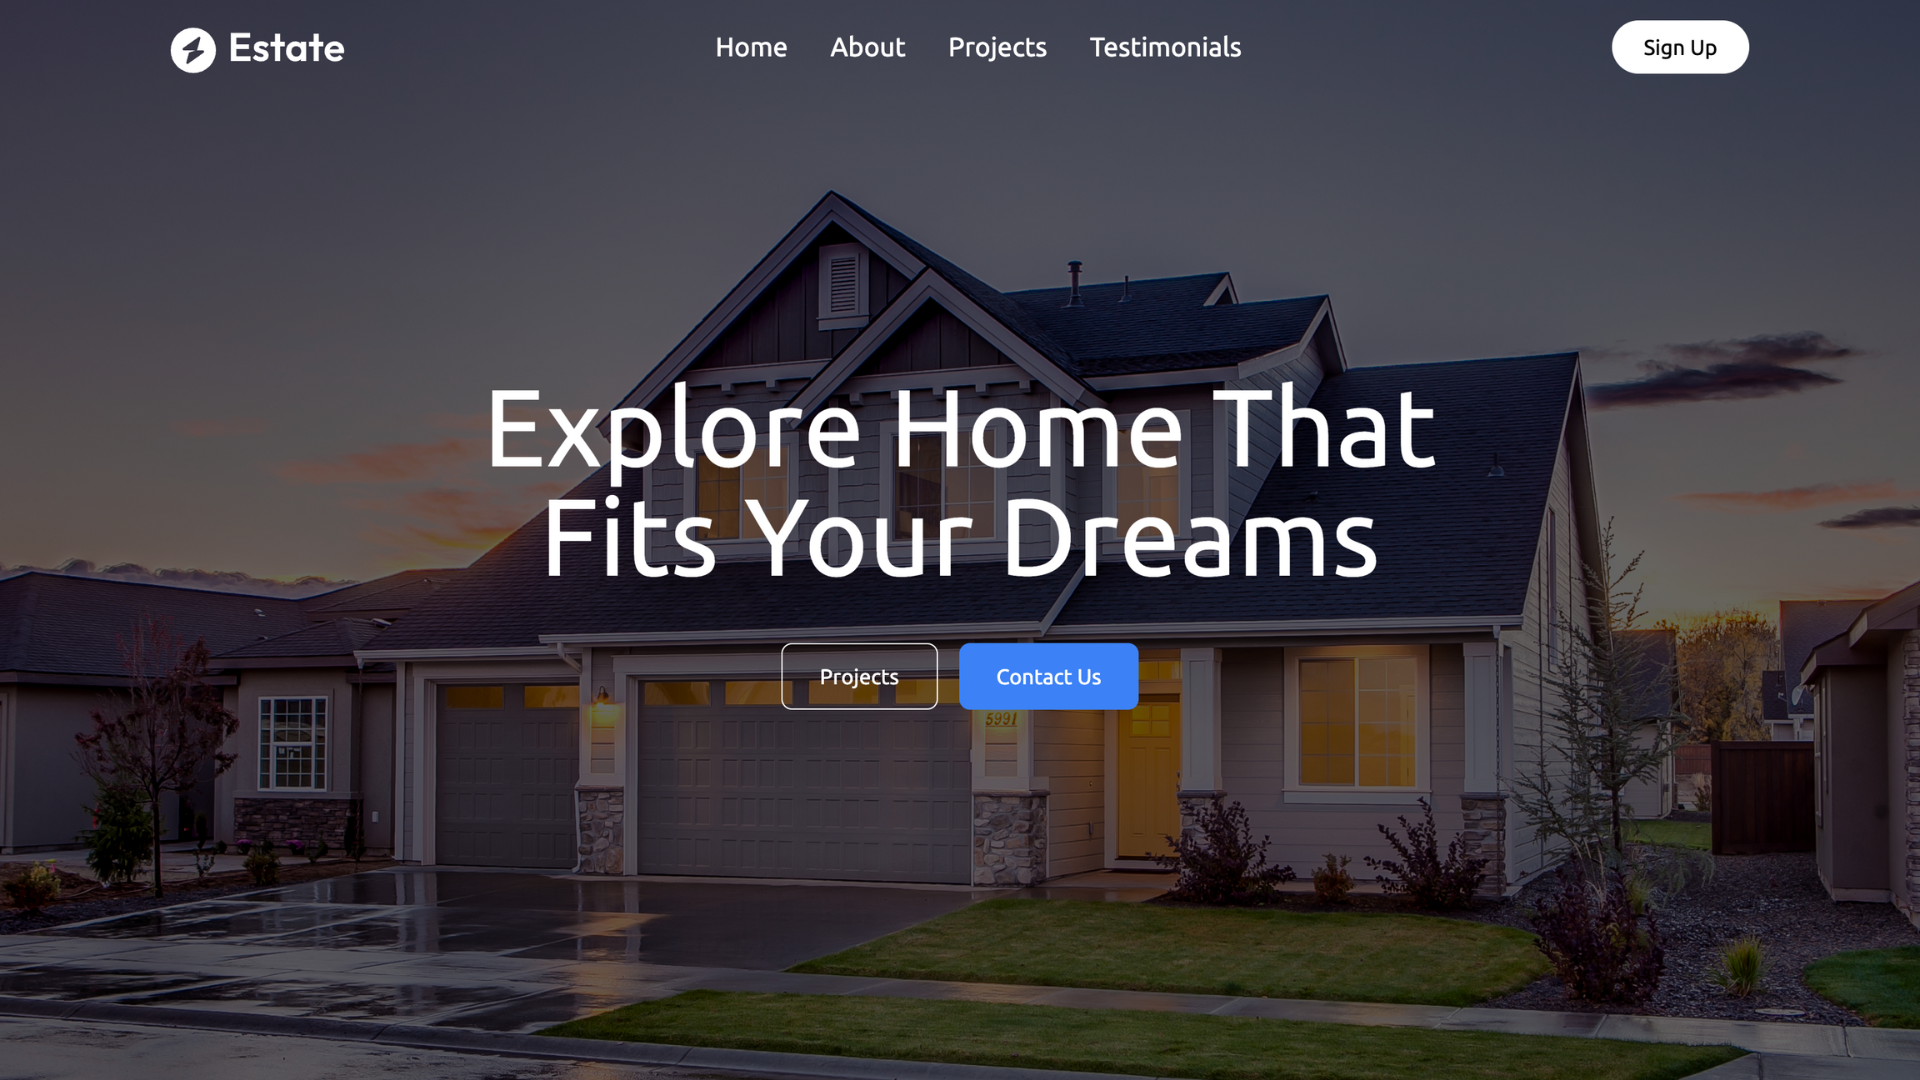 Estate
Home
About
Projects
Testimonials
Sign Up
Explore Home That
Fits Your Dreams
Projects
Contact Us
5991